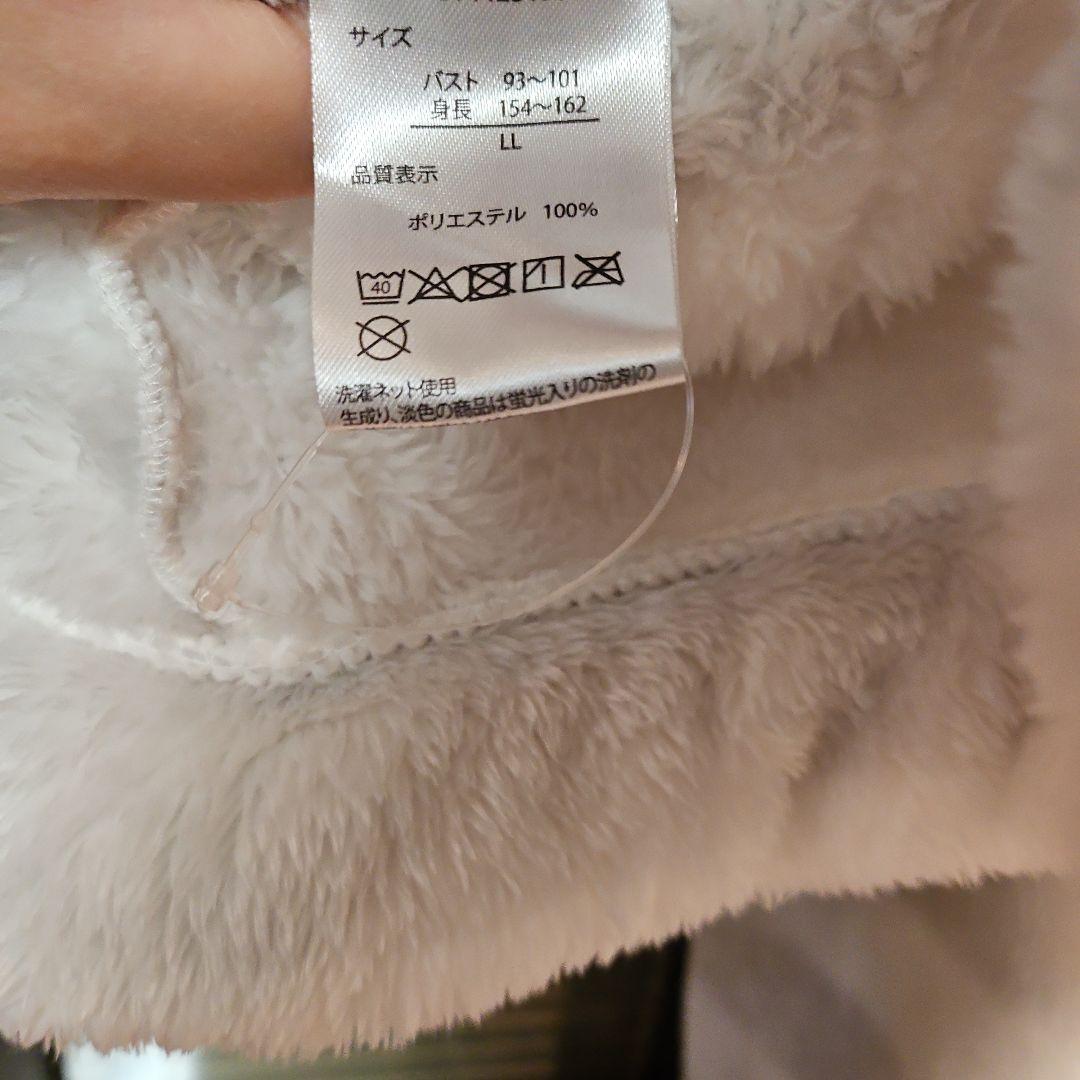 サイズ
バスト 93〜101
身長 154〜162
LL
品質表示
ポリエステル 100%
40
洗濯ネット使用
生成り、淡色の商品は蛍光入りの洗剤の